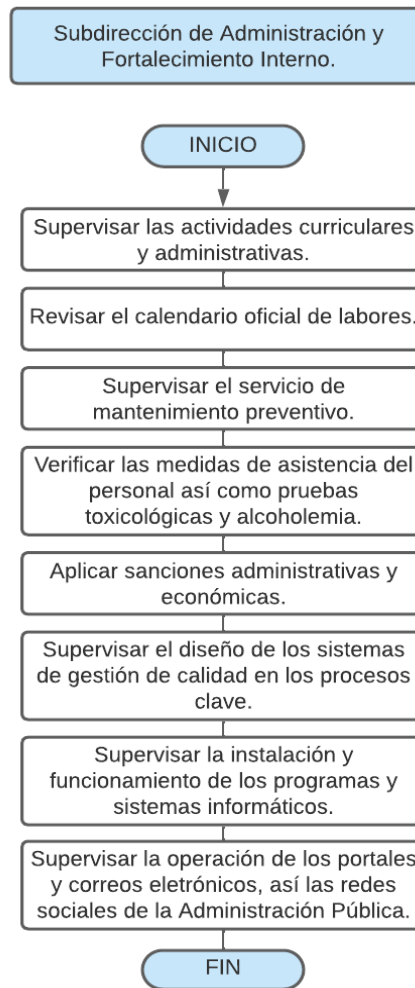 Subdirección de Administración y
Fortalecimiento Interno.
INICIO
Supervisar las actividades curriculares
y administrativas.
Revisar el calendario oficial de labores.
Supervisar el servicio de
mantenimiento preventivo.
Verificar las medidas de asistencia del
personal así como pruebas
toxicológicas y alcoholemia.
Aplicar sanciones administrativas y
económicas.
Supervisar el diseño de los sistemas
de gestión de calidad en los procesos
clave.
Supervisar la instalación y
funcionamiento de los programas y
sistemas informáticos.
Supervisar la operación de los portales
y correos eletrónicos, así las redes
sociales de la Administración Pública.
FIN